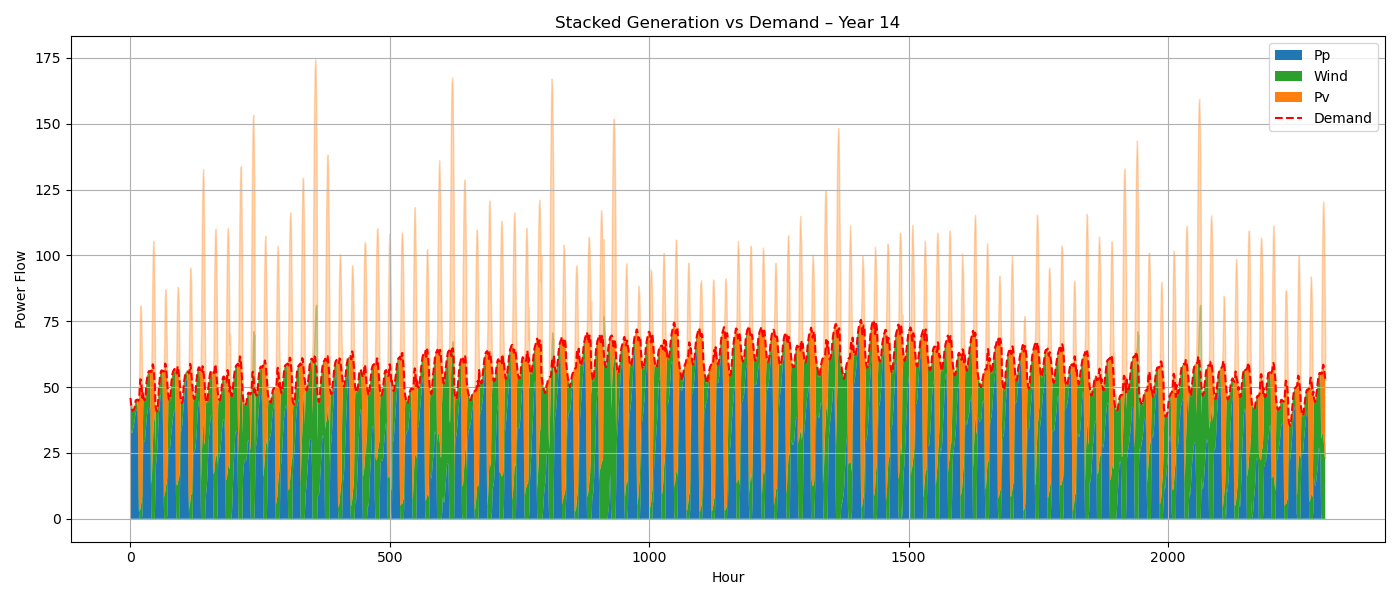 Stacked Generation vs Demand – Year 14
Power Flow
175
150
125
100
75
50
25
0
0
500
1000
1500
2000
Hour
Pp
Wind
Pv
Demand